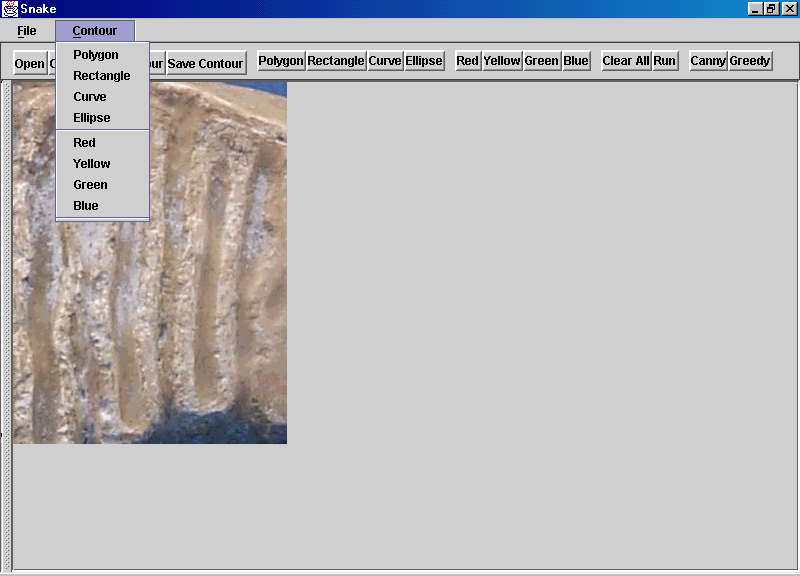 Snake
File Contour
Open our Save Contour Polygon Rectangle Curve Ellipse Red Yellow Green Blue Clear All Run Canny Greedy
Polygon
Rectangle
Curve
Ellipse
Red
Yellow
Green
Blue